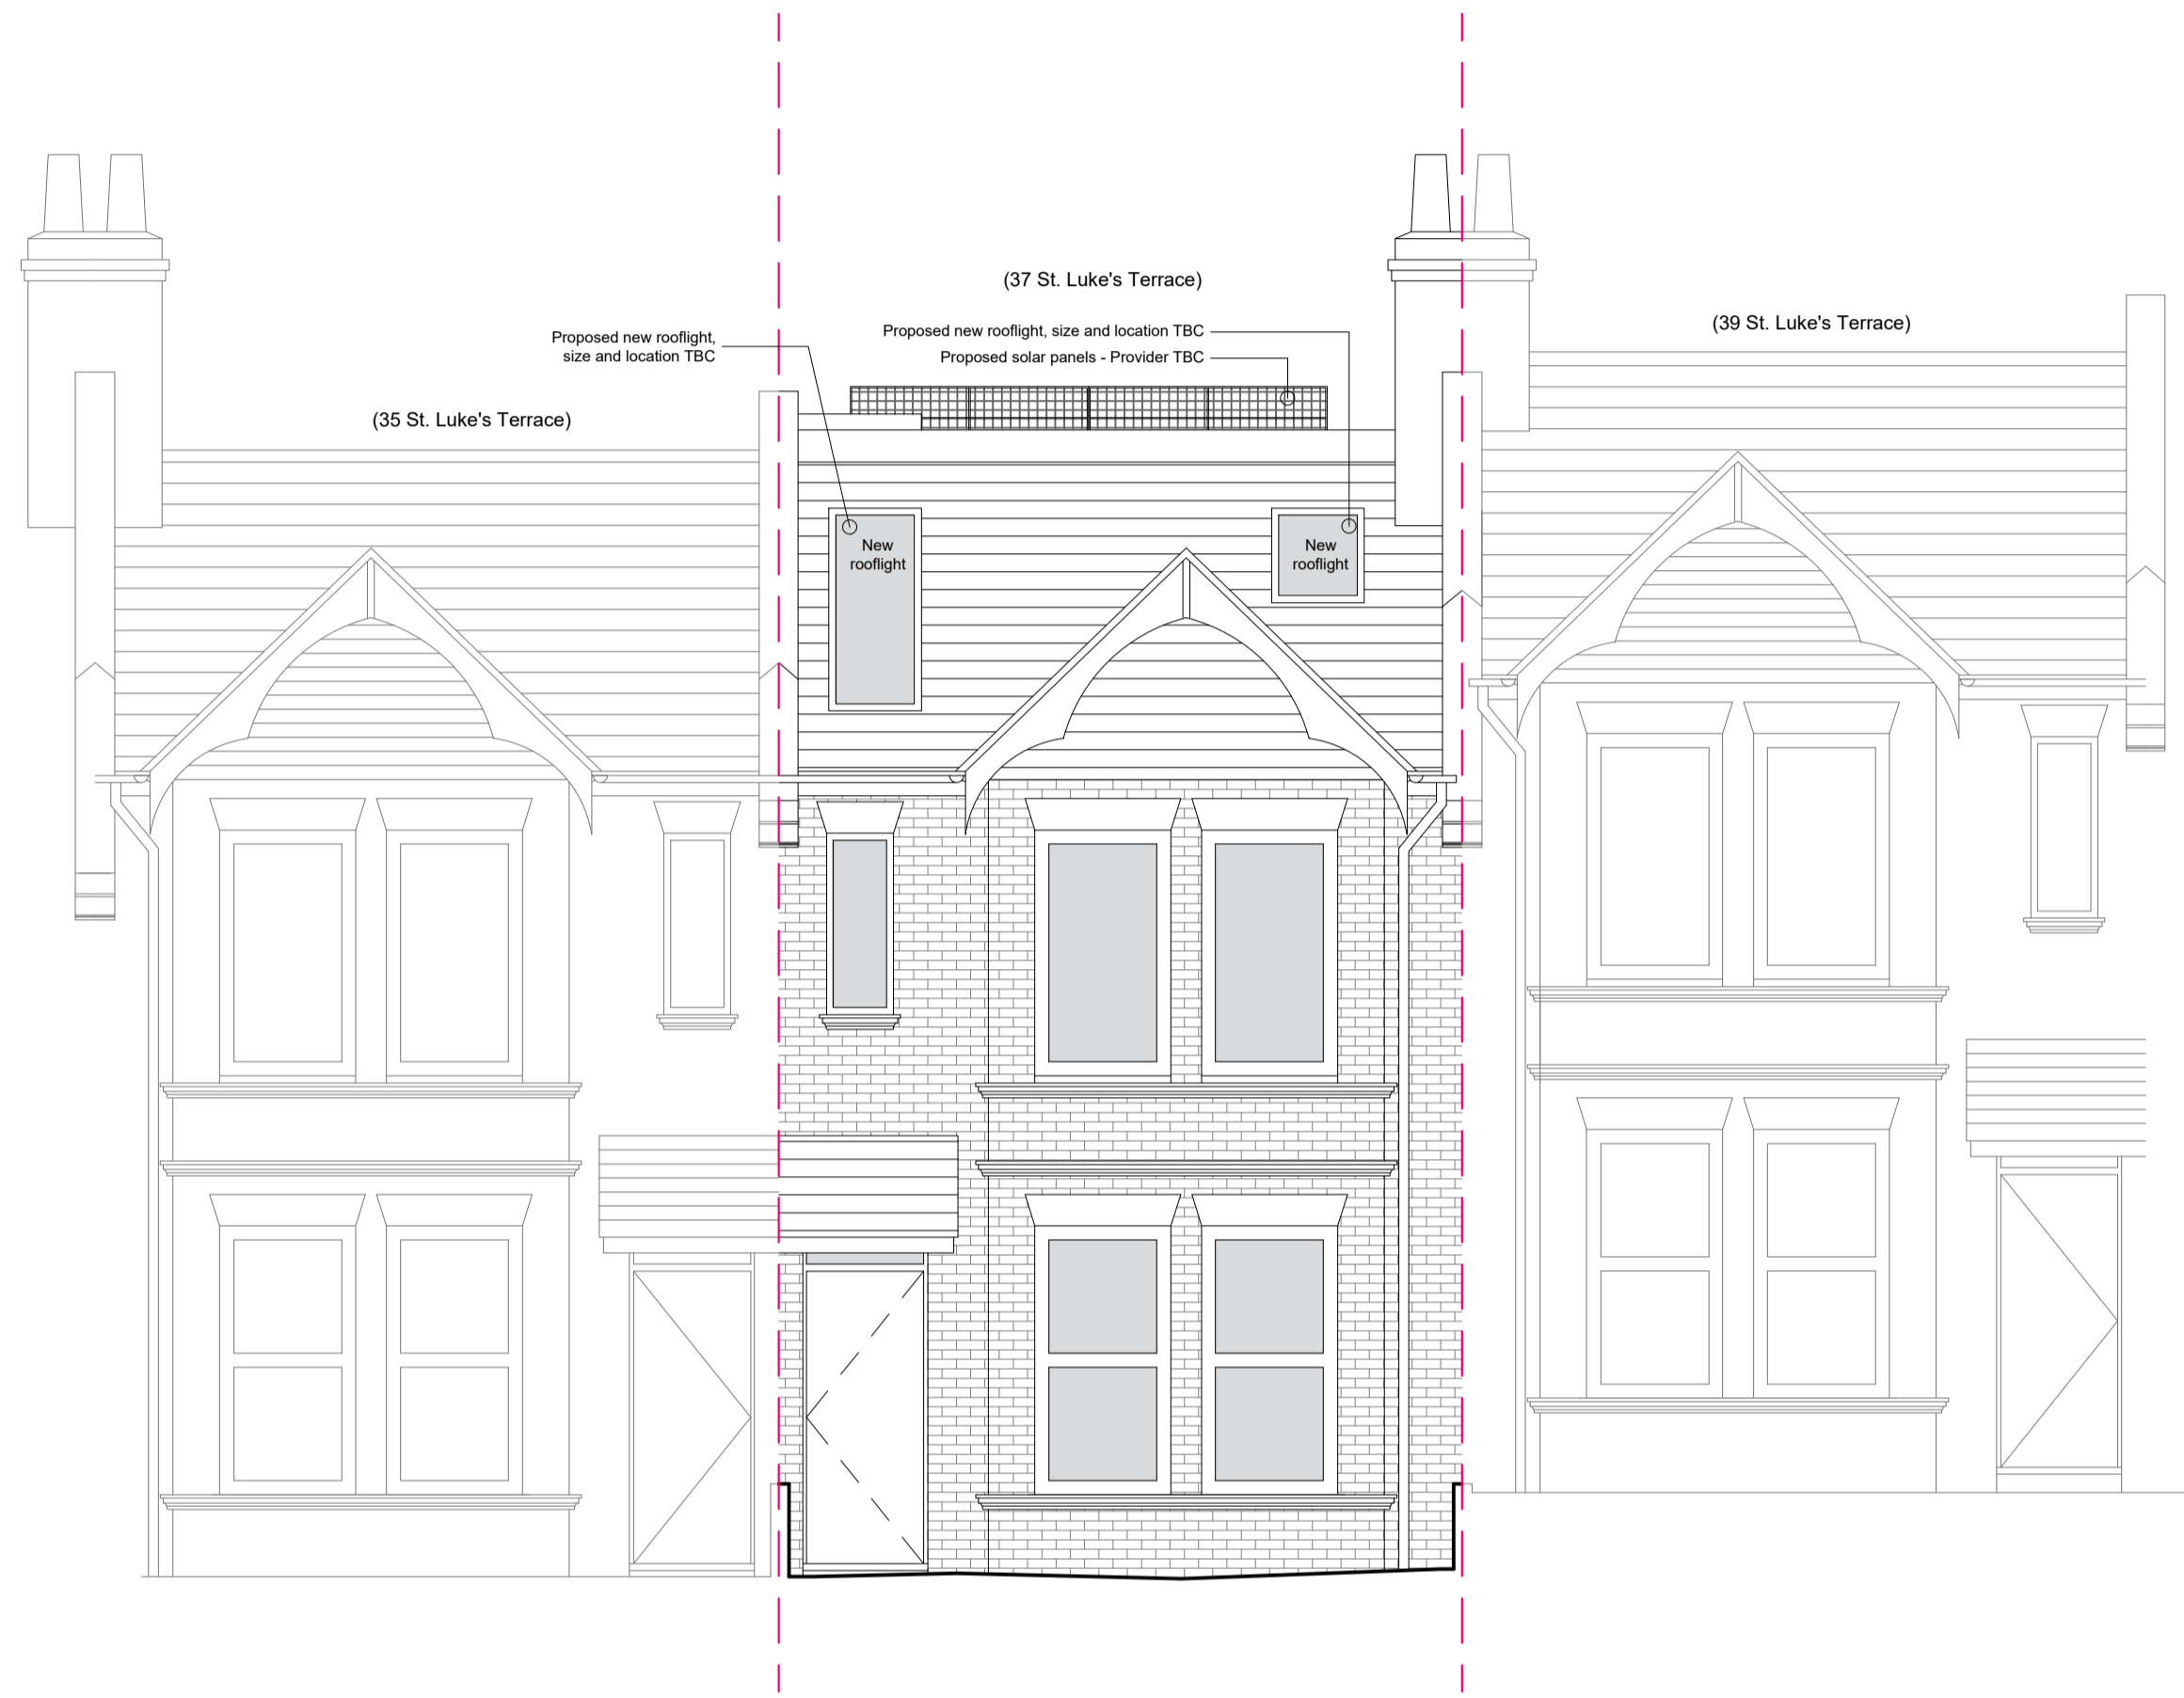 (37 St. Luke's Terrace)
(39 St. Luke's Terrace)
Proposed new rooflight,
size and location TBC
Proposed new rooflight, size and location TBC
Proposed solar panels - Provider TBC
(35 St. Luke's Terrace)
New
rooflight
New
rooflight